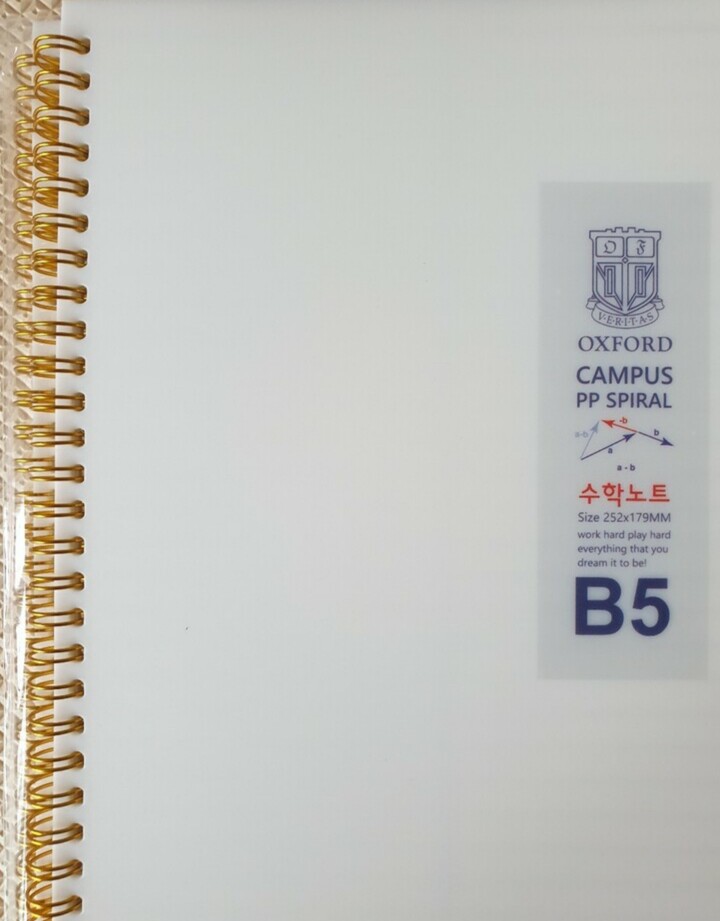 O F
V·E·R·I·T·A·S
OXFORD
CAMPUS
PP SPIRAL
-b
a-b
b
a
a - b
수학노트
Size 252x179MM
work hard play hard
everything that you
dream it to be!
B5